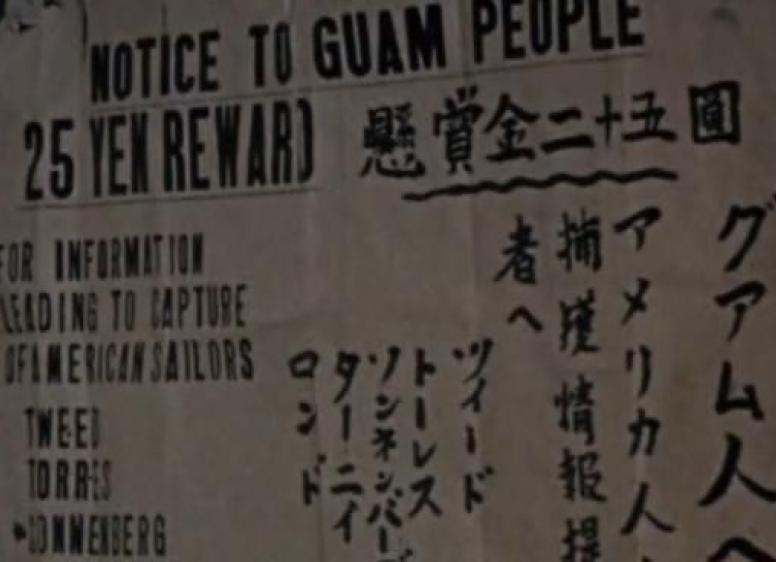 NOTICE TO GUAM PEOPLE
25 YEN REWARD
懸賞金二十五圓
FOR INFORMATION
LEADING TO CAPTURE
OF AMERICAN SAILORS
TWEED
TORRES
グアム人へ
アメリカ人
捕獲情報提
者へ
ツイード
トーレス
ソンネンバー
ターニイ
ロンド